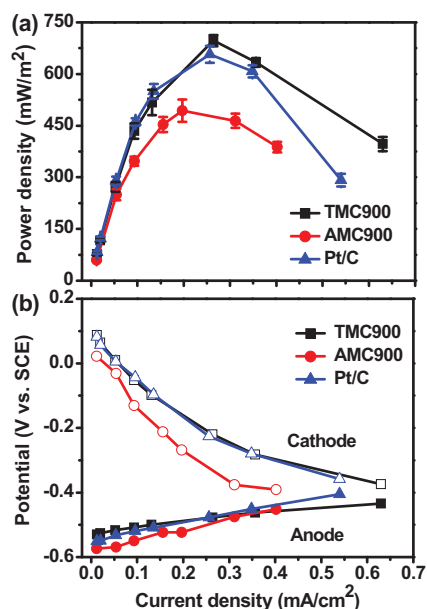 (a)
750
600
450
300
150
0
Power density (mW/m²)
TMC900
AMC900
Pt/C
(b)
0.2
0.0
-0.2
-0.4
-0.6
Potential (V vs. SCE)
TMC900
AMC900
Pt/C
Cathode
Anode
0.0 0.1 0.2 0.3 0.4 0.5 0.6 0.7
Current density (mA/cm²)